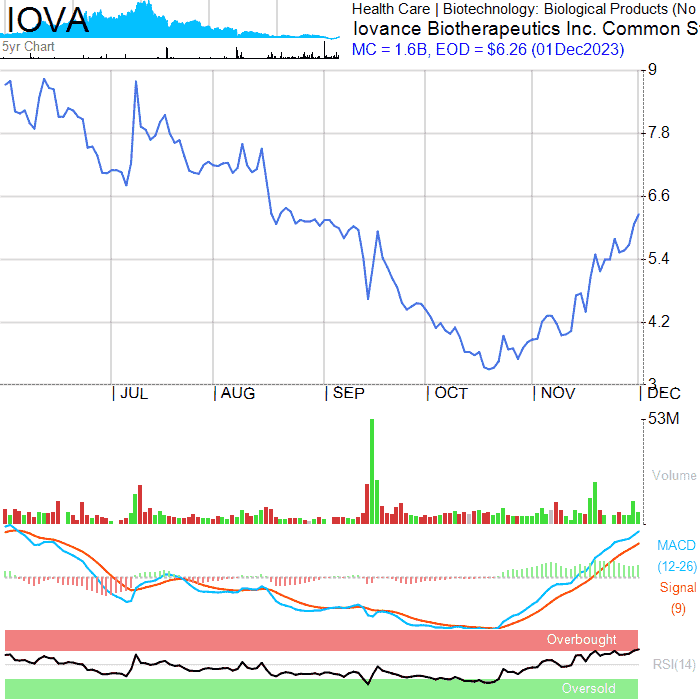 IOVA
Health Care | Biotechnology: Biological Products (No
Iovance Biotherapeutics Inc. Common S
5yr Chart
MC = 1.6B, EOD = $6.26 (01Dec2023)
9
7.8
6.6
5.4
4.2
3
JUL
AUG
SEP
OCT
NOV
DEC
53M
Volume
MACD
(12-26)
Signal
(9)
Overbought
RSI(14)
Oversold